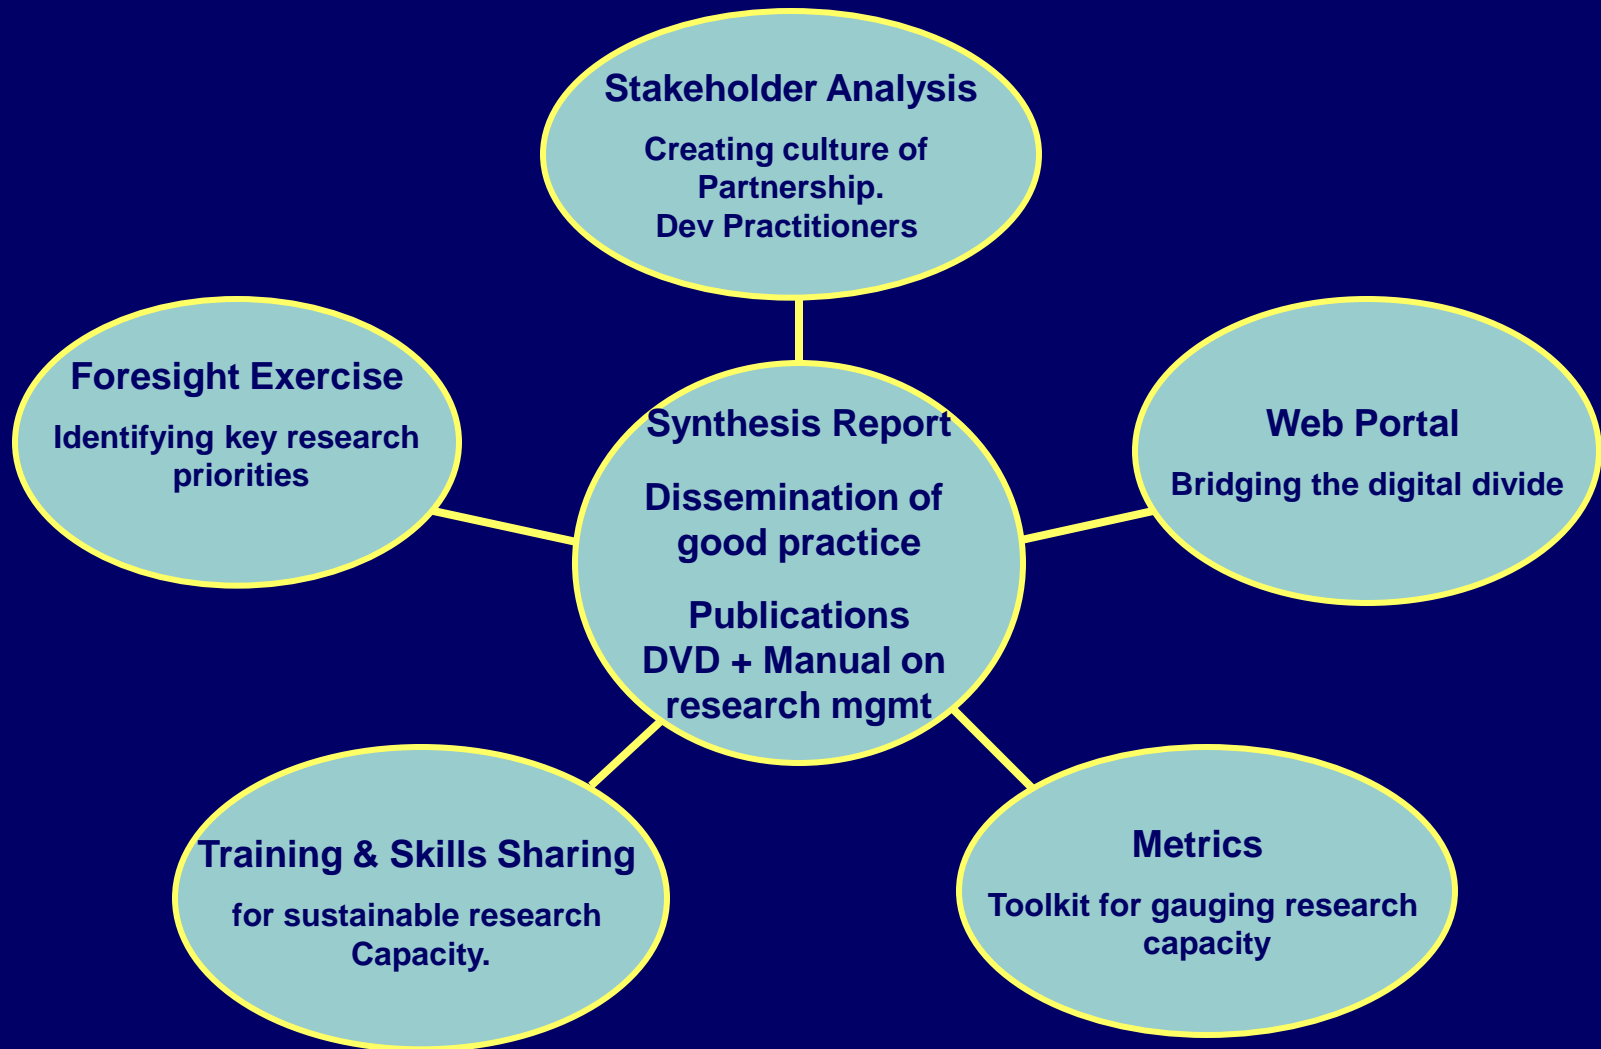 Stakeholder Analysis
Creating culture of
Partnership.
Dev Practitioners
Foresight Exercise
Identifying key research
priorities
Synthesis Report
Dissemination of
good practice
Publications
DVD + Manual on
research mgmt
Web Portal
Bridging the digital divide
Training & Skills Sharing
for sustainable research
Capacity.
Metrics
Toolkit for gauging research
capacity